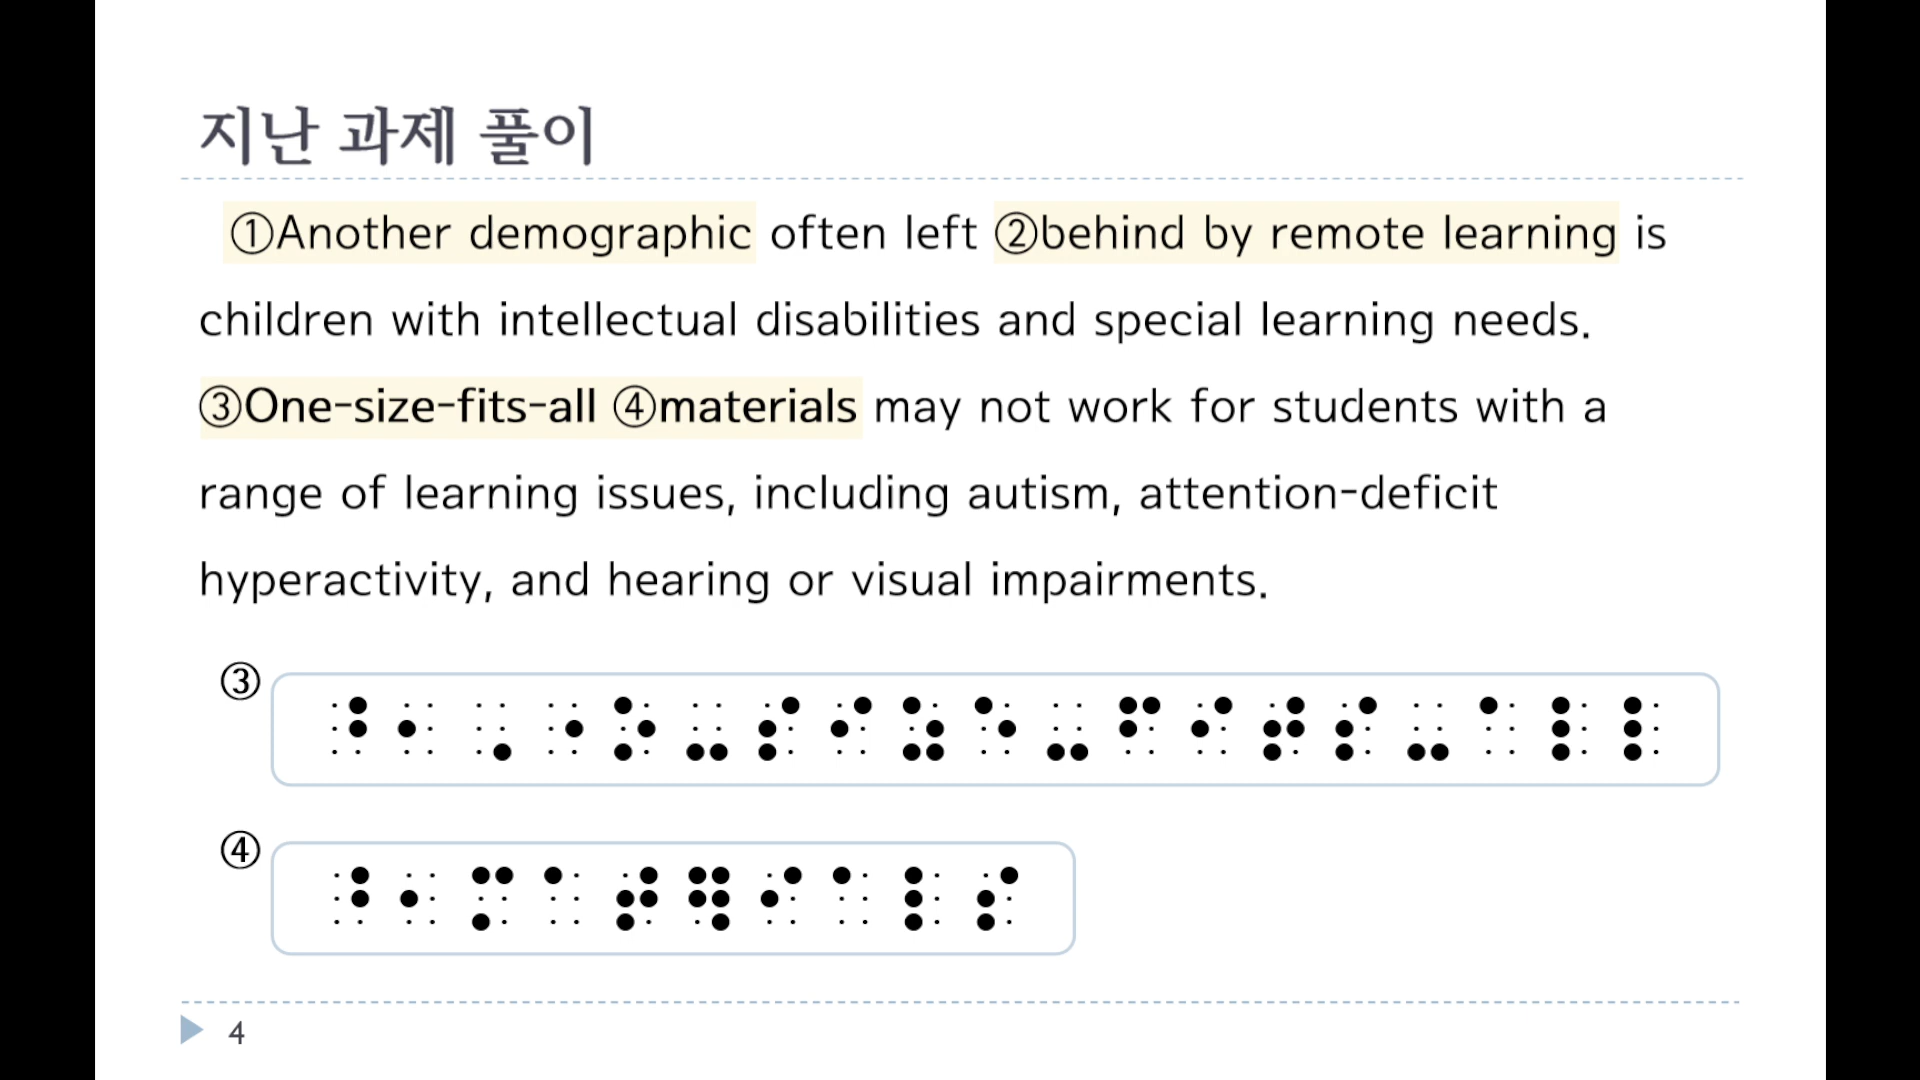 지난 과제 풀이
①Another demographic often left ②behind by remote learning is
children with intellectual disabilities and special learning needs.
③One-size-fits-all ④materials may not work for students with a
range of learning issues, including autism, attention-deficit
hyperactivity, and hearing or visual impairments.
③ ⠘⠂⠠⠐⠕⠤⠎⠊⠵⠑⠤⠋⠊⠞⠎⠤⠁⠇⠇
④ ⠘⠂⠍⠁⠞⠻⠊⠁⠇⠎
4